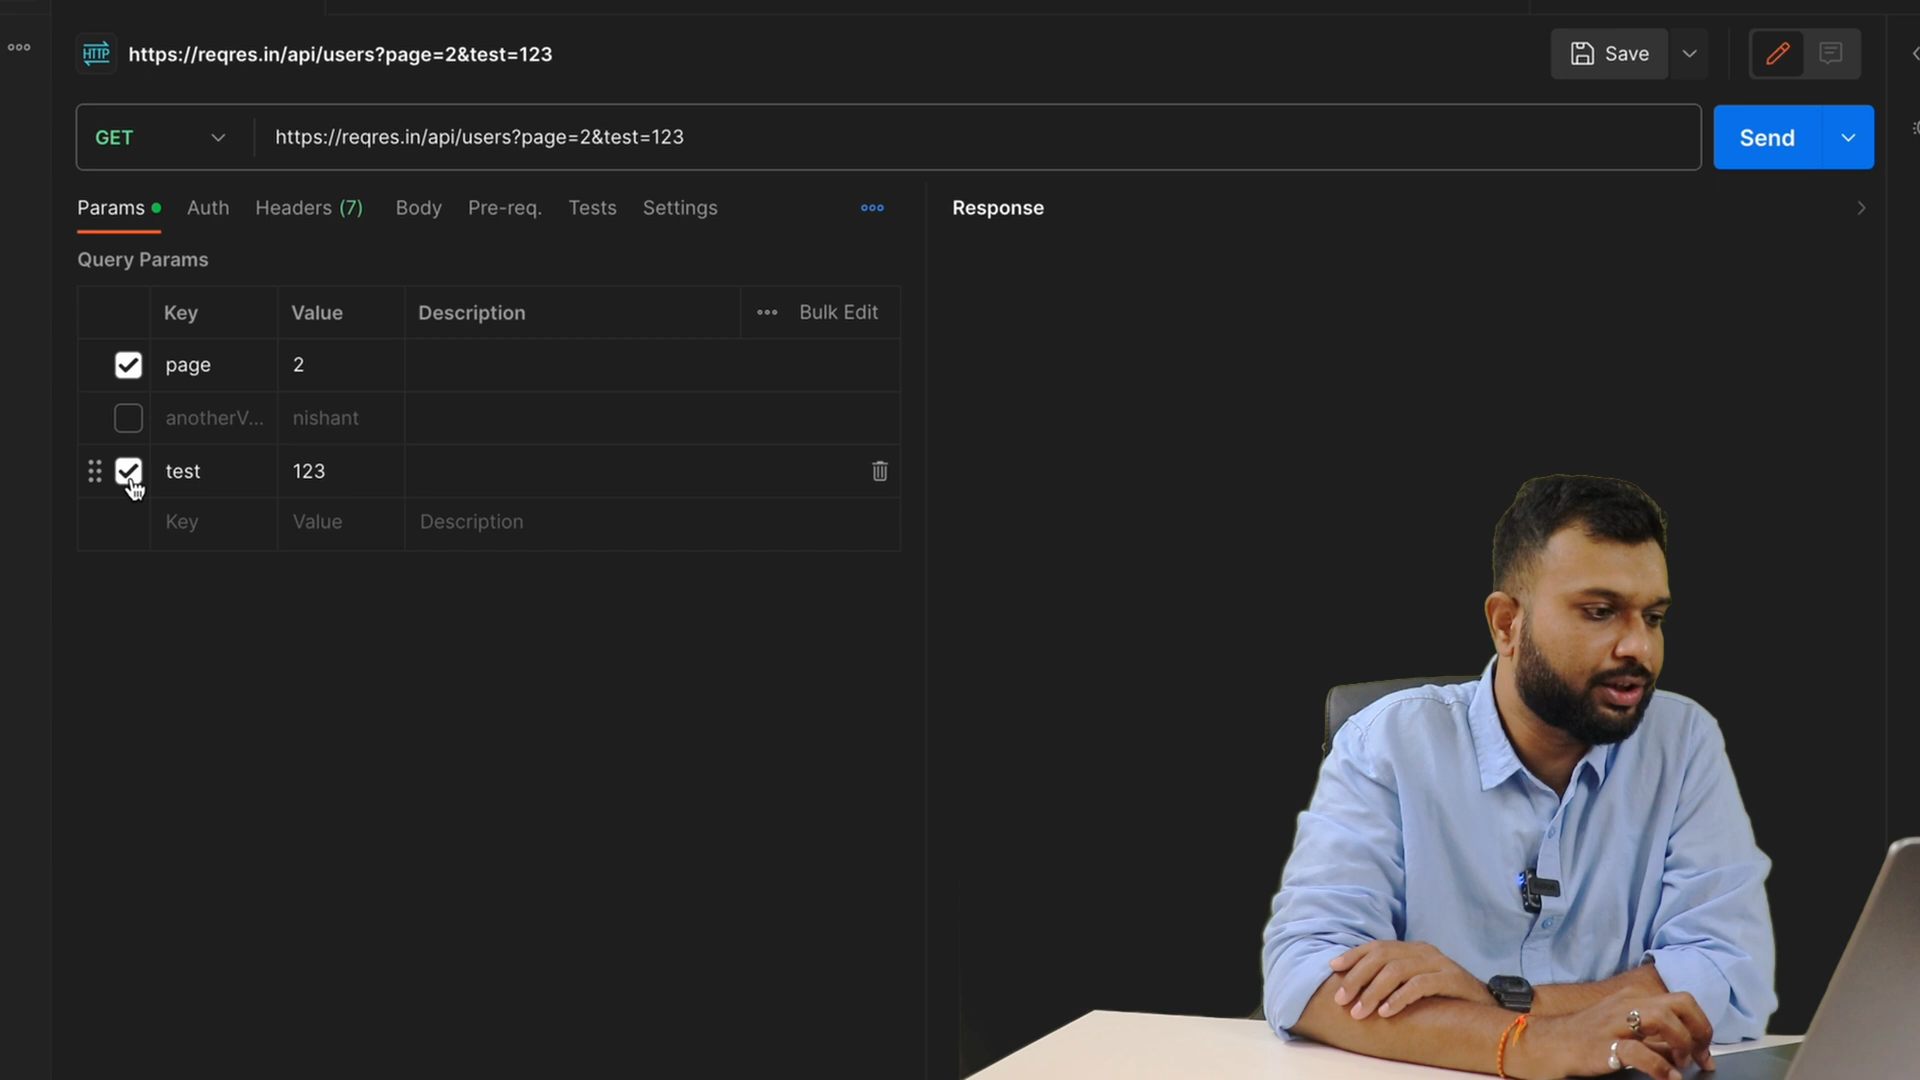 HTTP https://reqres.in/api/users?page=2&test=123 Save
GET https://reqres.in/api/users?page=2&test=123 Send
Params Auth Headers (7) Body Pre-req. Tests Settings Response
Query Params
Key Value Description Bulk Edit
page 2
anotherV... nishant
test 123
Key Value Description